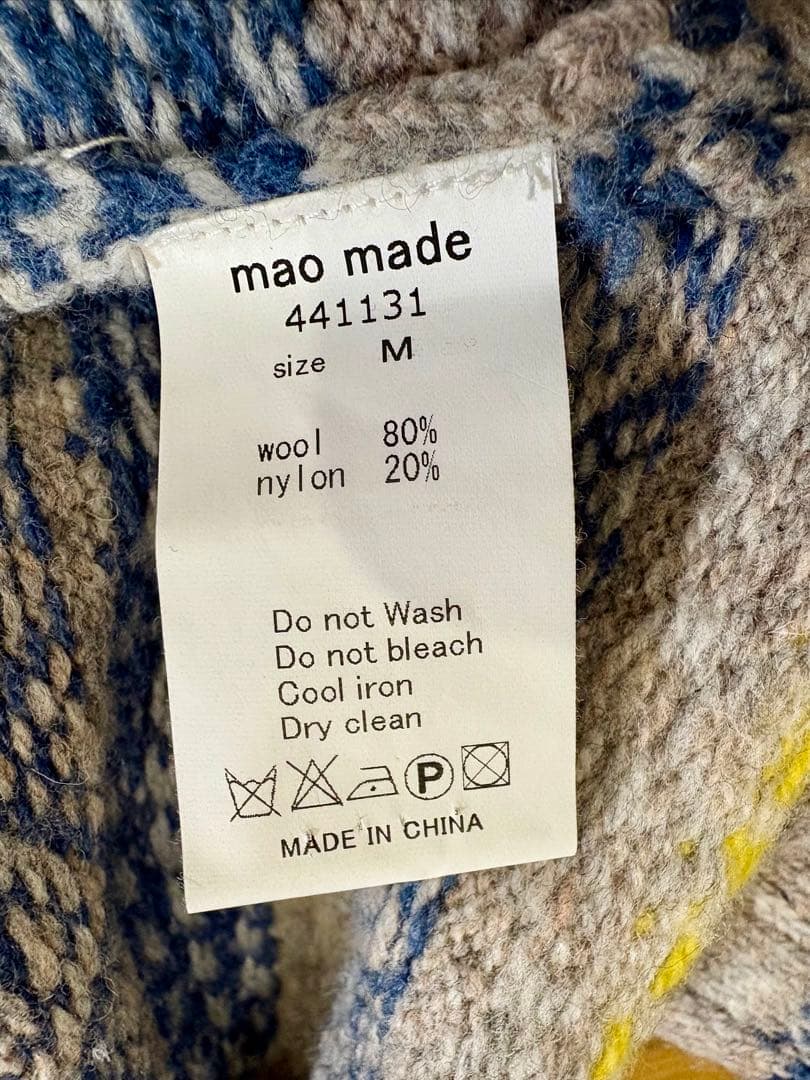 mao made
441131
size M
wool 80%
nylon 20%
Do not Wash
Do not bleach
Cool iron
Dry clean
P
MADE IN CHINA